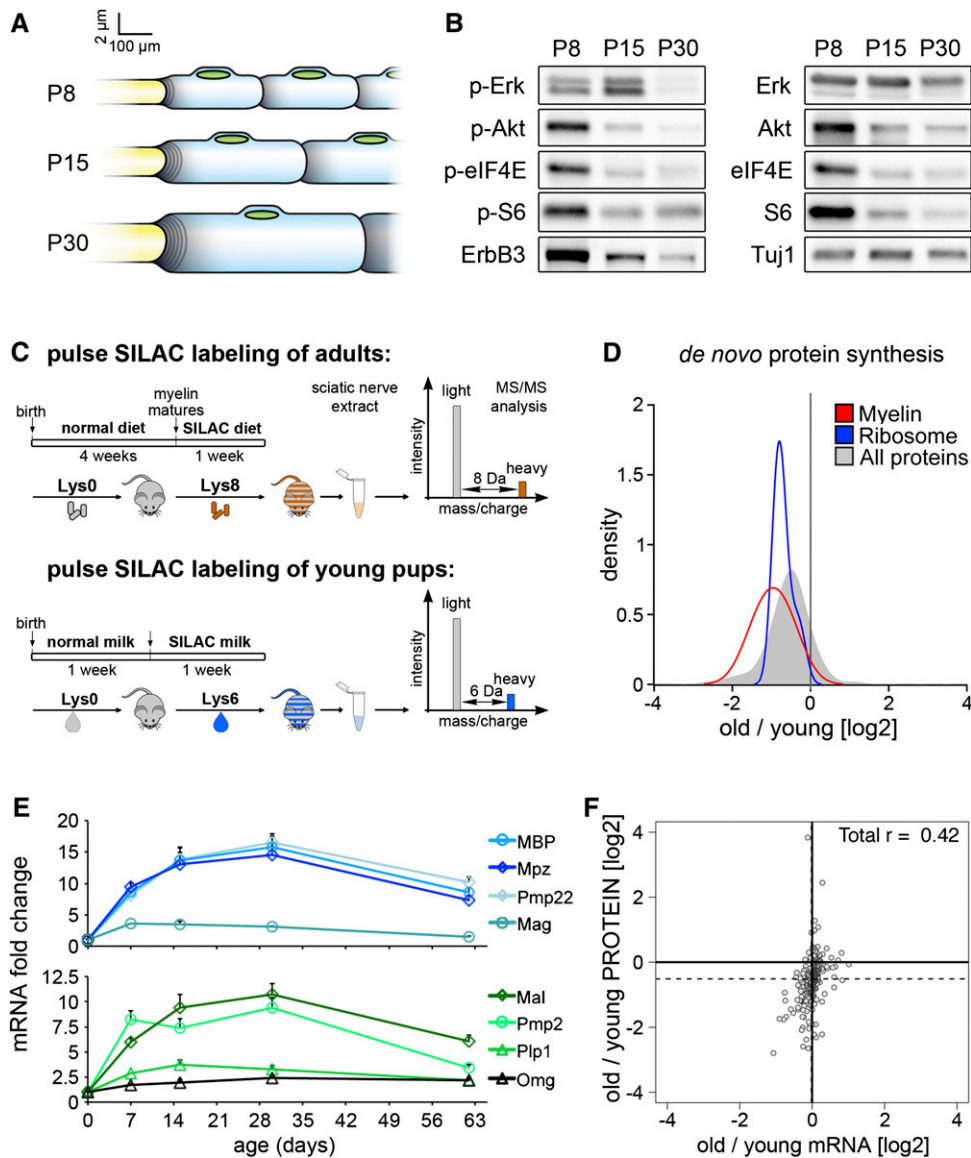 A
2 µm
100 µm
P8
P15
P30
B
P8 P15 P30
p-Erk
p-Akt
p-eIF4E
p-S6
ErbB3
P8 P15 P30
Erk
Akt
eIF4E
S6
Tuj1
C pulse SILAC labeling of adults:
birth
myelin
matures
normal diet
SILAC diet
4 weeks
1 week
Lys0
Lys8
sciatic nerve
extract
MS/MS
analysis
light
heavy
8 Da
intensity
mass/charge
pulse SILAC labeling of young pups:
birth
normal milk
SILAC milk
1 week
1 week
Lys0
Lys6
light
heavy
6 Da
intensity
mass/charge
D de novo protein synthesis
Myelin
Ribosome
All proteins
density
2
1.5
1
0.5
0
-4 -2 0 2 4
old / young [log2]
E
mRNA fold change
20
15
10
5
0
MBP
Mpz
Pmp22
Mag
12.5
10
7.5
5
2.5
0
Mal
Pmp2
Plp1
Omg
0 7 14 21 28 35 42 49 56 63
age (days)
F
Total r = 0.42
old / young PROTEIN [log2]
4
2
0
-2
-4
-4 -2 0 2 4
old / young mRNA [log2]